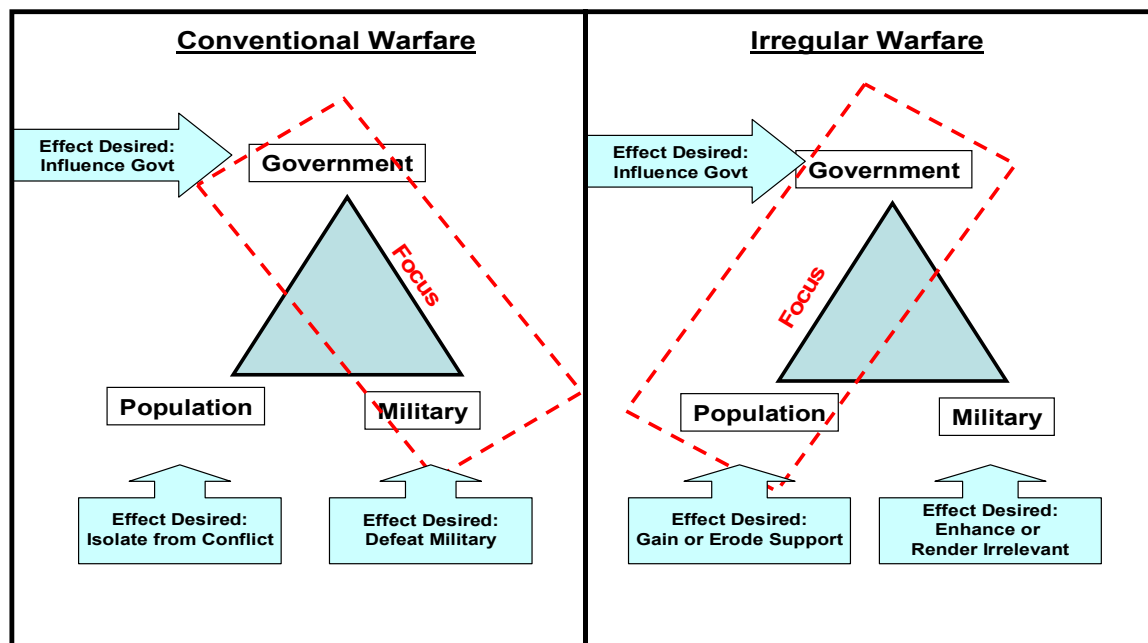 Conventional Warfare
Effect Desired:
Influence Govt
Government
Focus
Population
Military
Effect Desired:
Isolate from Conflict
Effect Desired:
Defeat Military
Irregular Warfare
Effect Desired:
Influence Govt
Government
Focus
Population
Military
Effect Desired:
Gain or Erode Support
Effect Desired:
Enhance or
Render Irrelevant